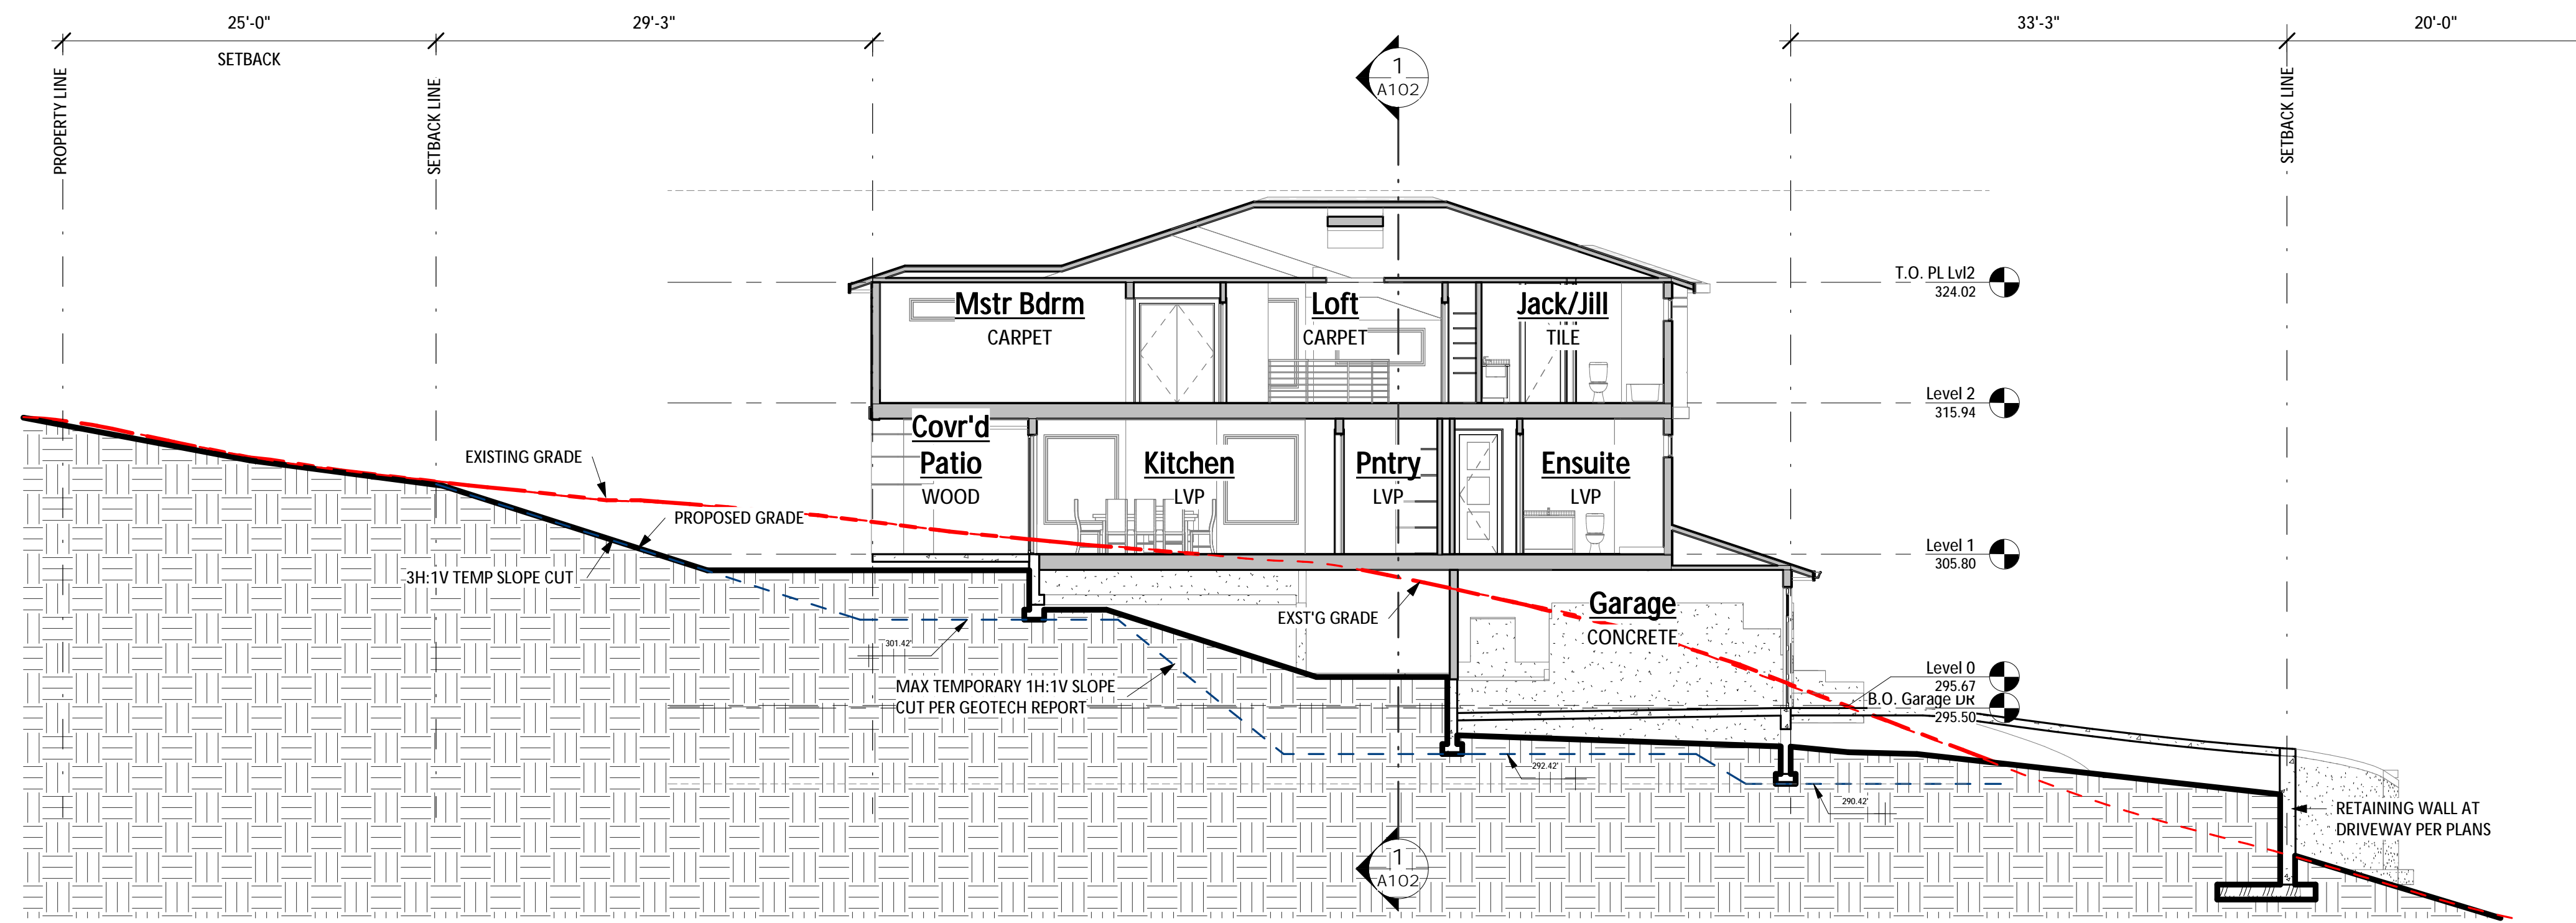 25'-0"
29'-3"
33'-3"
20'-0"
SETBACK
PROPERTY LINE
SETBACK LINE
SETBACK LINE
1
A102
T.O. PL Lvl2
324.02
Mstr Bdrm
CARPET
Loft
CARPET
Jack/Jill
TILE
Level 2
315.94
Covr'd
Patio
WOOD
Kitchen
LVP
Pntry
LVP
Ensuite
LVP
EXISTING GRADE
PROPOSED GRADE
3H:1V TEMP SLOPE CUT
Level 1
305.80
EXST'G GRADE
Garage
CONCRETE
301.42'
MAX TEMPORARY 1H:1V SLOPE
CUT PER GEOTECH REPORT
Level 0
295.67
B.O. Garage DR
295.50
292.42'
290.42'
RETAINING WALL AT
DRIVEWAY PER PLANS
1
A102